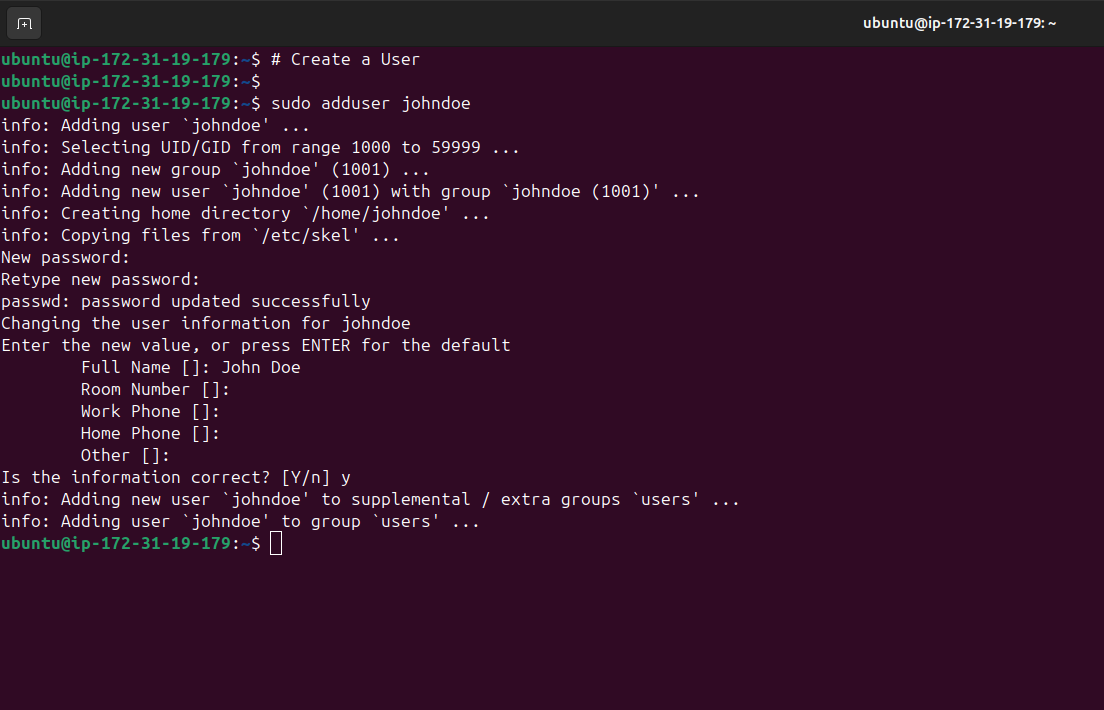 ubuntu@ip-172-31-19-179: ~
ubuntu@ip-172-31-19-179:~$ # Create a User
ubuntu@ip-172-31-19-179:~$
ubuntu@ip-172-31-19-179:~$ sudo adduser johndoe
info: Adding user `johndoe' ...
info: Selecting UID/GID from range 1000 to 59999 ...
info: Adding new group `johndoe' (1001) ...
info: Adding new user `johndoe' (1001) with group `johndoe (1001)' ...
info: Creating home directory `/home/johndoe' ...
info: Copying files from `/etc/skel' ...
New password:
Retype new password:
passwd: password updated successfully
Changing the user information for johndoe
Enter the new value, or press ENTER for the default
        Full Name []: John Doe
        Room Number []:
        Work Phone []:
        Home Phone []:
        Other []:
Is the information correct? [Y/n] y
info: Adding new user `johndoe' to supplemental / extra groups `users' ...
info: Adding user `johndoe' to group `users' ...
ubuntu@ip-172-31-19-179:~$